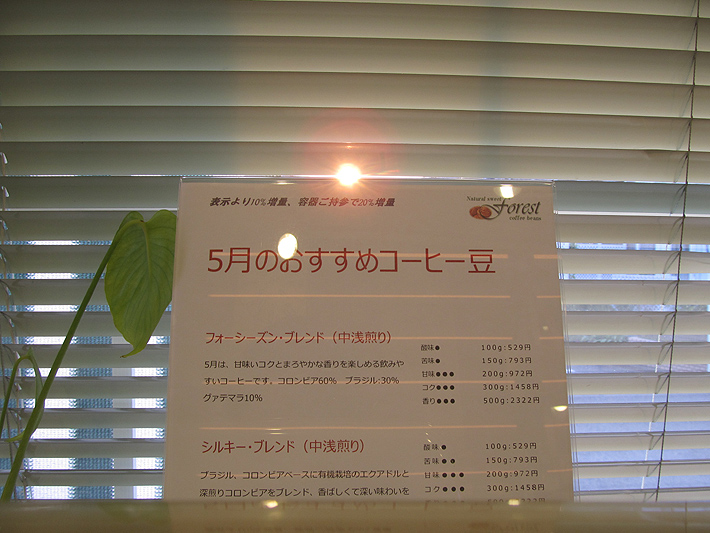 表示より10%増量、容器ご持参で20%増量
Natural sweet
Forest
coffee beans
5月のおすすめコーヒー豆
フォーシーズン・ブレンド（中浅煎り）
5月は、甘味いコクとまろやかな香りを楽しめる飲みや
すいコーヒーです。コロンビア60%　ブラジル:30%
グァテマラ10%
酸味● 100g:529円
苦味● 150g:793円
甘味●●● 200g:972円
コク●●● 300g:1458円
香り●●● 500g:2322円
シルキー・ブレンド（中浅煎り）
ブラジル、コロンビアベースに有機栽培のエクアドルと
深煎りコロンビアをブレンド、香ばしくて深い味わいを
酸味● 100g:529円
苦味●● 150g:793円
甘味●●● 200g:972円
コク●●● 300g:1458円